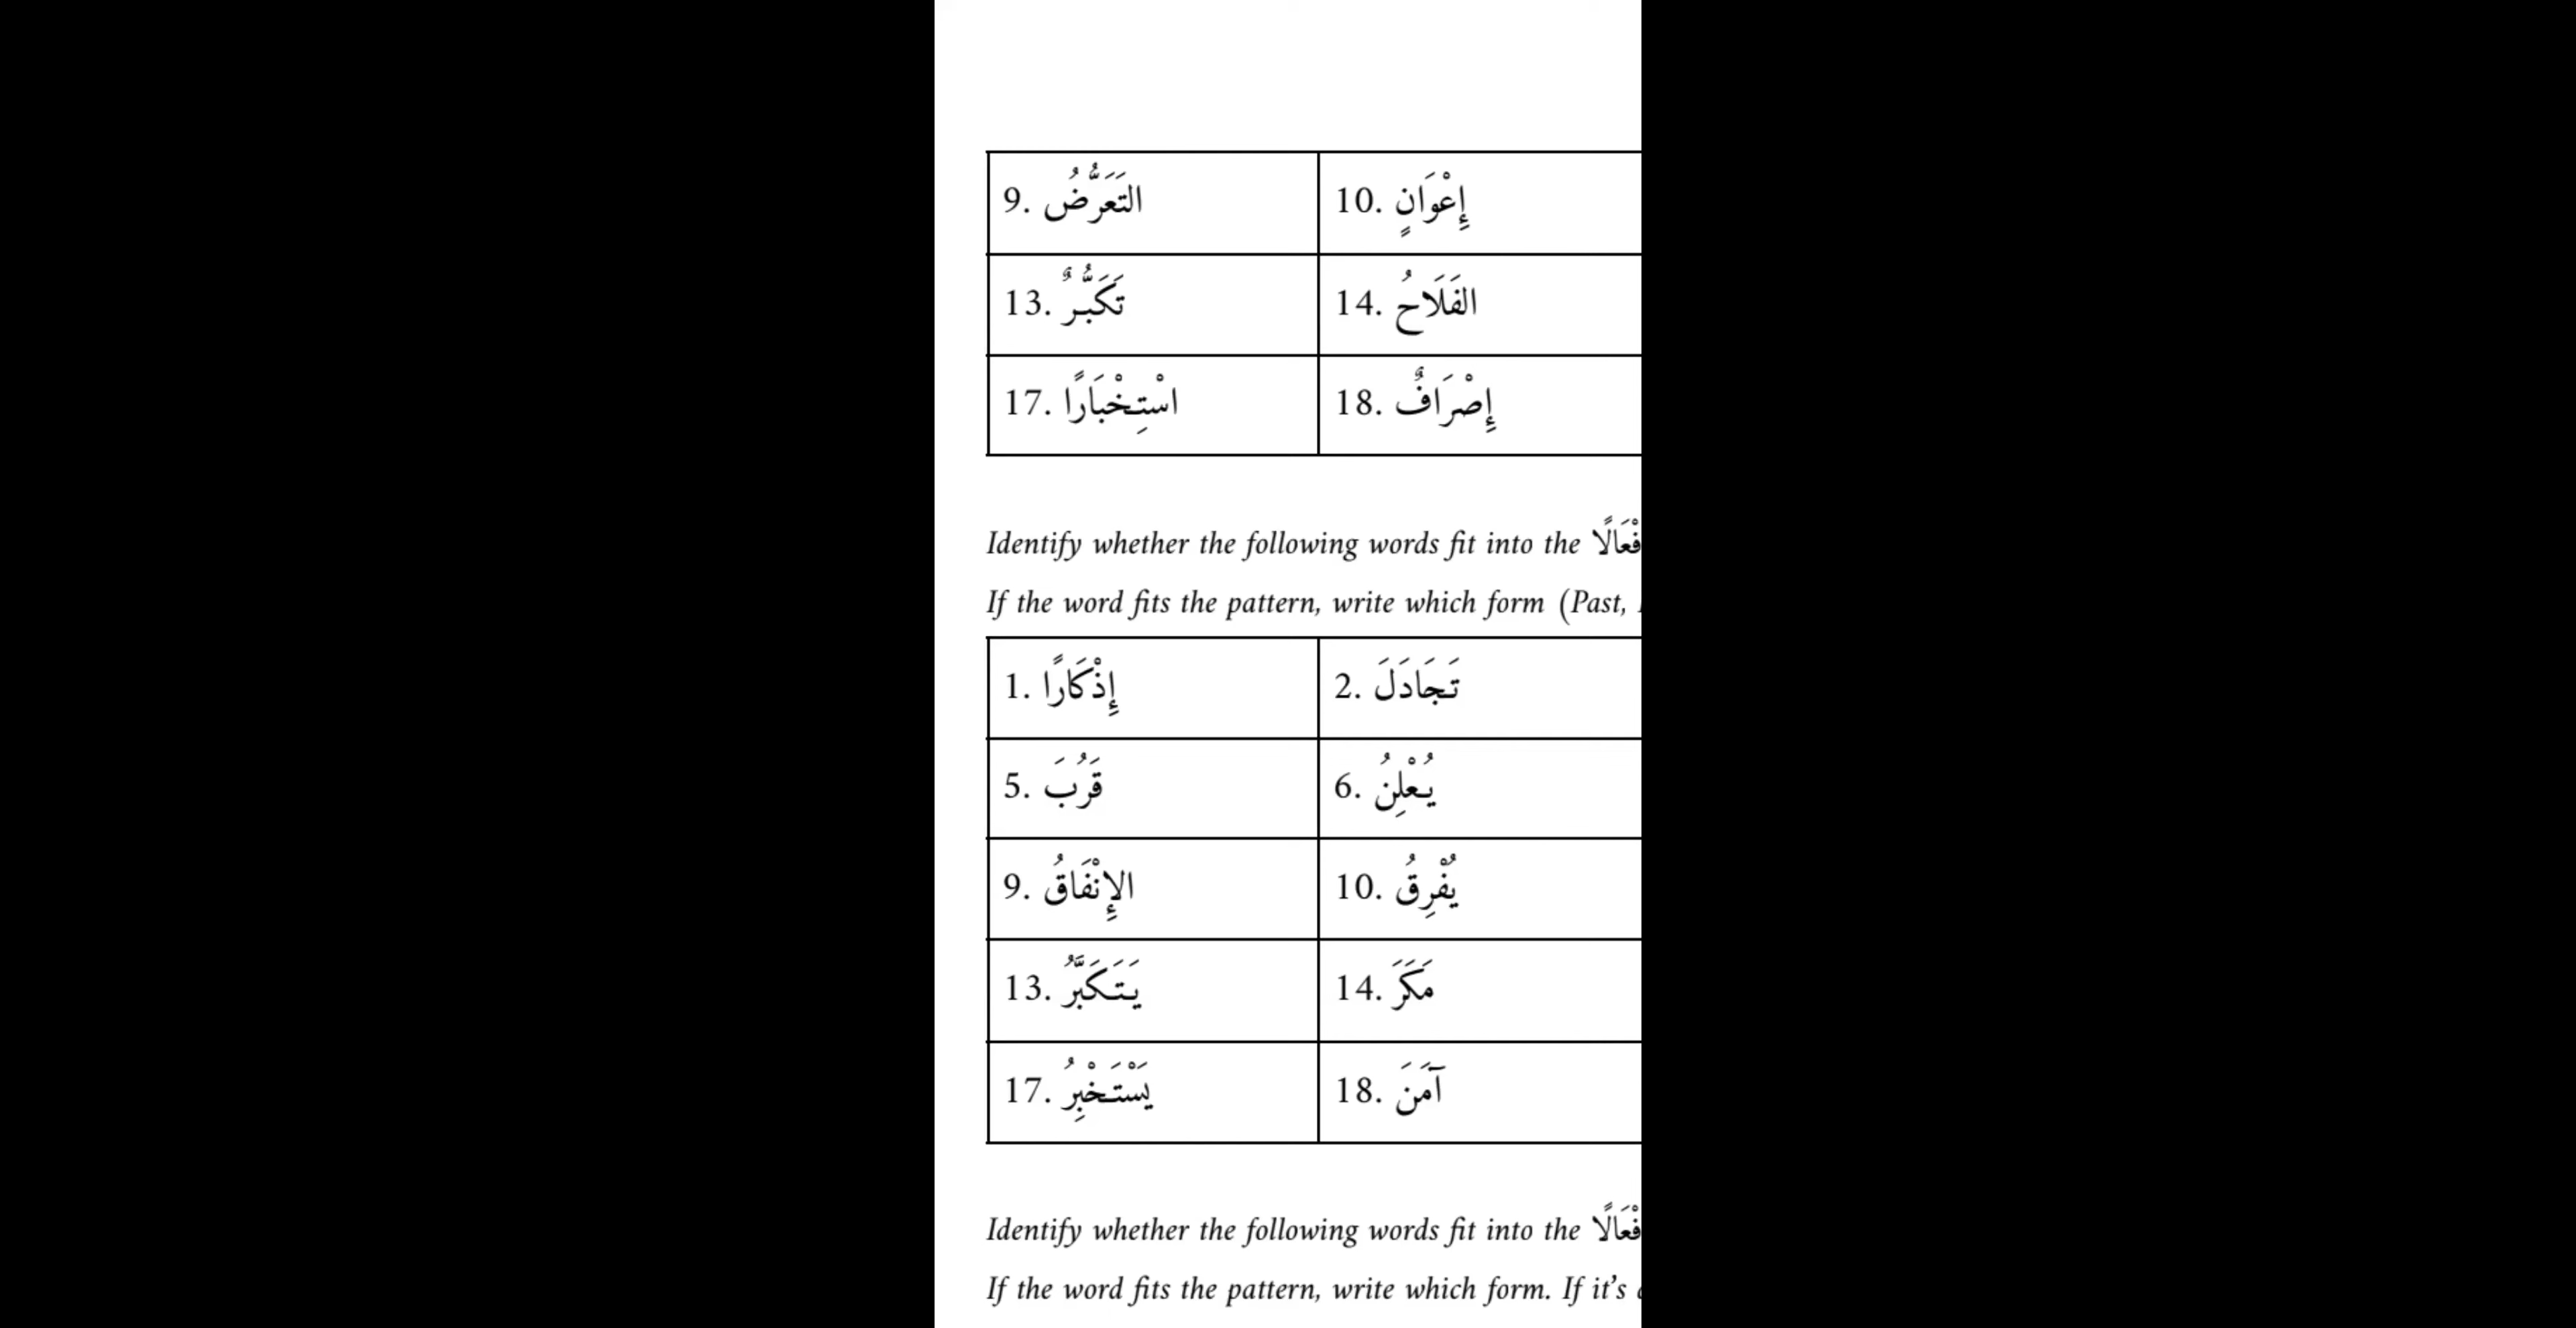 9. التَعَرُّضُ 10. إِعْوَانٍ
13. تَكَبُّرٌ 14. الفَلَاحُ
17. اسْتِخْبَارًا 18. إِصْرَافٌ
Identify whether the following words fit into the فْعَالًا
If the word fits the pattern, write which form (Past,
1. إِذْكَارًا 2. تَجَادَلَ
5. قَرُبَ 6. يُعْلِنُ
9. الإِنْفَاقُ 10. يُفْرِقُ
13. يَتَكَبَّرُ 14. مَكَرَ
17. يَسْتَخْبِرُ 18. آمَنَ
Identify whether the following words fit into the فْعَالًا
If the word fits the pattern, write which form. If it’s